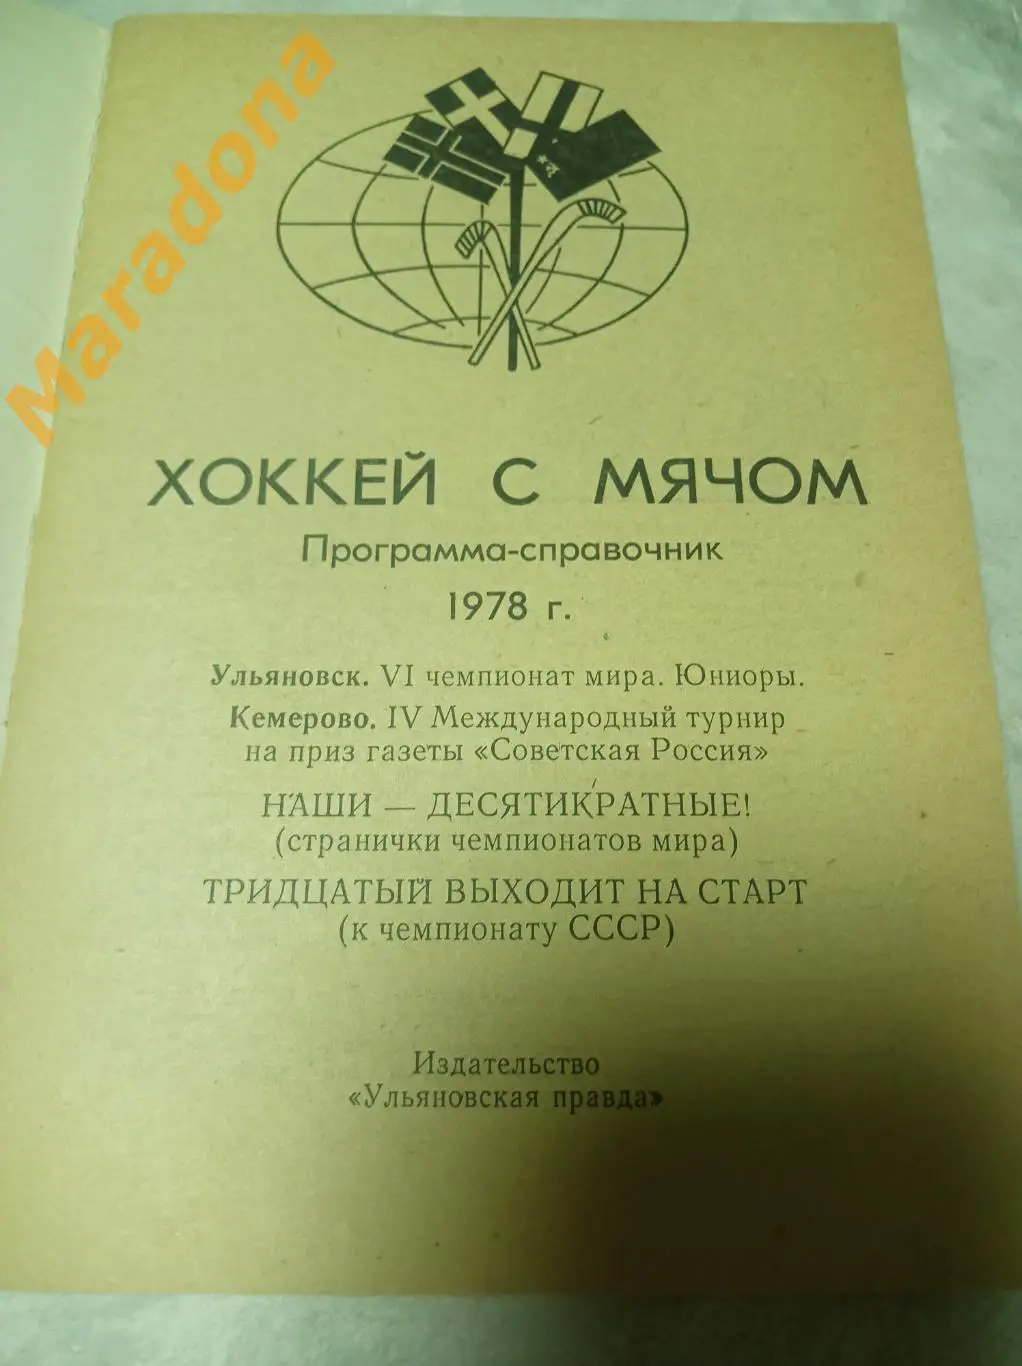 Maradona
ХОККЕЙ С МЯЧОМ
Программа-справочник
1978 г.
Ульяновск. VI чемпионат мира. Юниоры.
Кемерово. IV Международный турнир
на приз газеты «Советская Россия»
НАШИ — ДЕСЯТИКРАТНЫЕ!
(странички чемпионатов мира)
ТРИДЦАТЫЙ ВЫХОДИТ НА СТАРТ
(к чемпионату СССР)
Издательство
«Ульяновская правда»